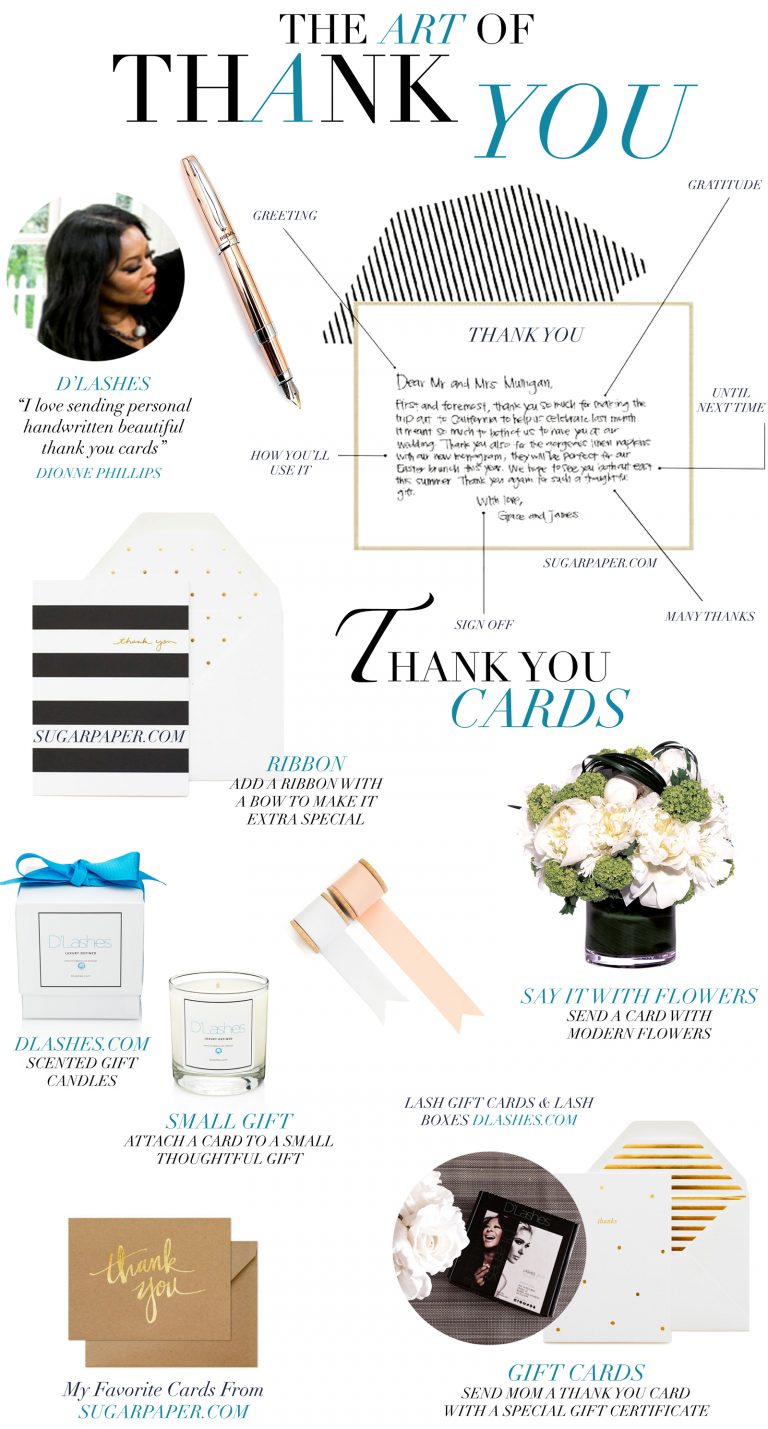 THE ART OF
THANK YOU
GREETING
GRATITUDE
THANK YOU
Dear Mr and Mrs Mulligan,
First and foremost, thank you so much for making the
trip out to California to help us celebrate last month.
It meant so much to both of us to have you at our
wedding. Thank you also for the gorgeous linen napkins
with our new monogram, they will be perfect for our
Easter brunch this year. We hope to see you both out east
this summer. Thank you again for such a thoughtful
gift.
With love,
Grace and James
D'LASHES
“I love sending personal
handwritten beautiful
thank you cards”
DIONNE PHILLIPS
UNTIL
NEXT TIME
HOW YOU'LL
USE IT
SUGARPAPER.COM
SIGN OFF
MANY THANKS
thank you
SUGARPAPER.COM
THANK YOU
CARDS
RIBBON
ADD A RIBBON WITH
A BOW TO MAKE IT
EXTRA SPECIAL
D'Lashes
LUXURY DEFINED
DLASHES.COM
SCENTED GIFT
CANDLES
D'Lashes
LUXURY DEFINED
SMALL GIFT
ATTACH A CARD TO A SMALL
THOUGHTFUL GIFT
SAY IT WITH FLOWERS
SEND A CARD WITH
MODERN FLOWERS
LASH GIFT CARDS & LASH
BOXES DLASHES.COM
D'Lashes
thanks
thank
you
My Favorite Cards From
SUGARPAPER.COM
GIFT CARDS
SEND MOM A THANK YOU CARD
WITH A SPECIAL GIFT CERTIFICATE